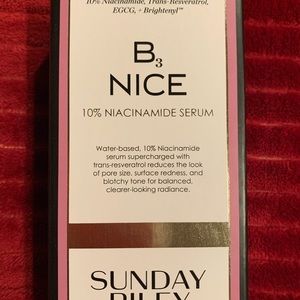 10% Niacinamide, Trans-Resveratrol,
EGCG, + Brightenyl™
B3
NICE
10% NIACINAMIDE SERUM
Water-based, 10% Niacinamide
serum supercharged with
trans-resveratrol reduces the look
of pore size, surface redness, and
blotchy tone for balanced,
clearer-looking radiance.
SUNDAY
RILEY